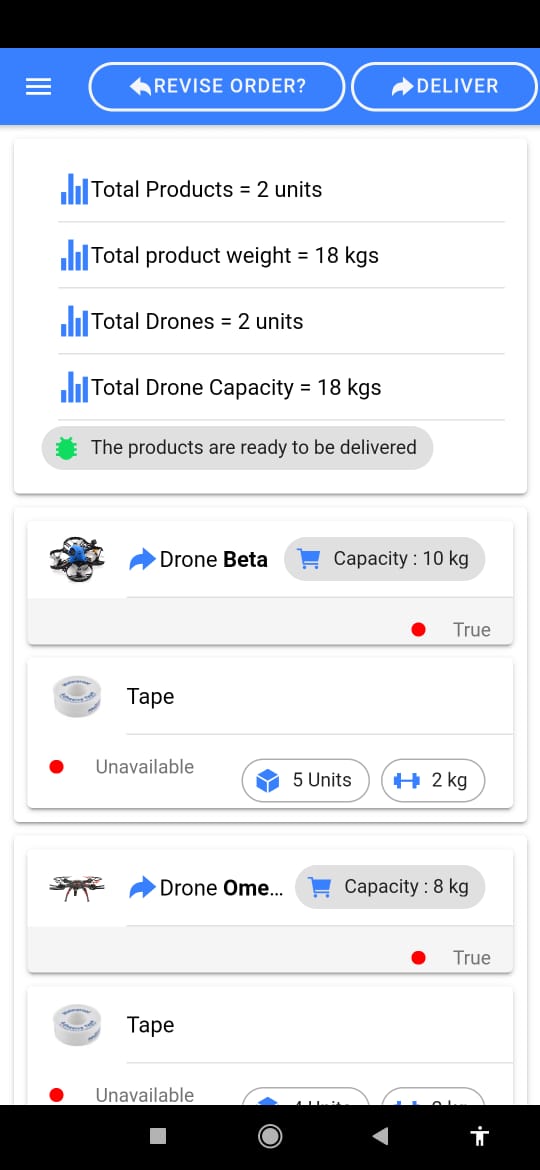 REVISE ORDER?
DELIVER
Total Products = 2 units
Total product weight = 18 kgs
Total Drones = 2 units
Total Drone Capacity = 18 kgs
The products are ready to be delivered
Drone Beta
Capacity : 10 kg
True
Tape
Unavailable
5 Units
2 kg
Drone Ome...
Capacity : 8 kg
True
Tape
Unavailable
4 Units